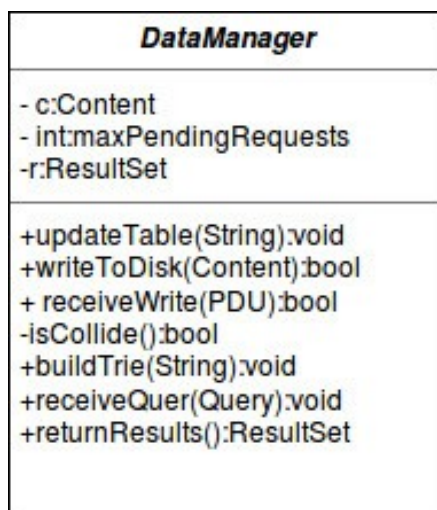 DataManager
- c:Content
- int:maxPendingRequests
-r:ResultSet
+updateTable(String):void
+writeToDisk(Content):bool
+ receiveWrite(PDU):bool
-isCollide():bool
+buildTrie(String):void
+receiveQuer(Query):void
+returnResults():ResultSet